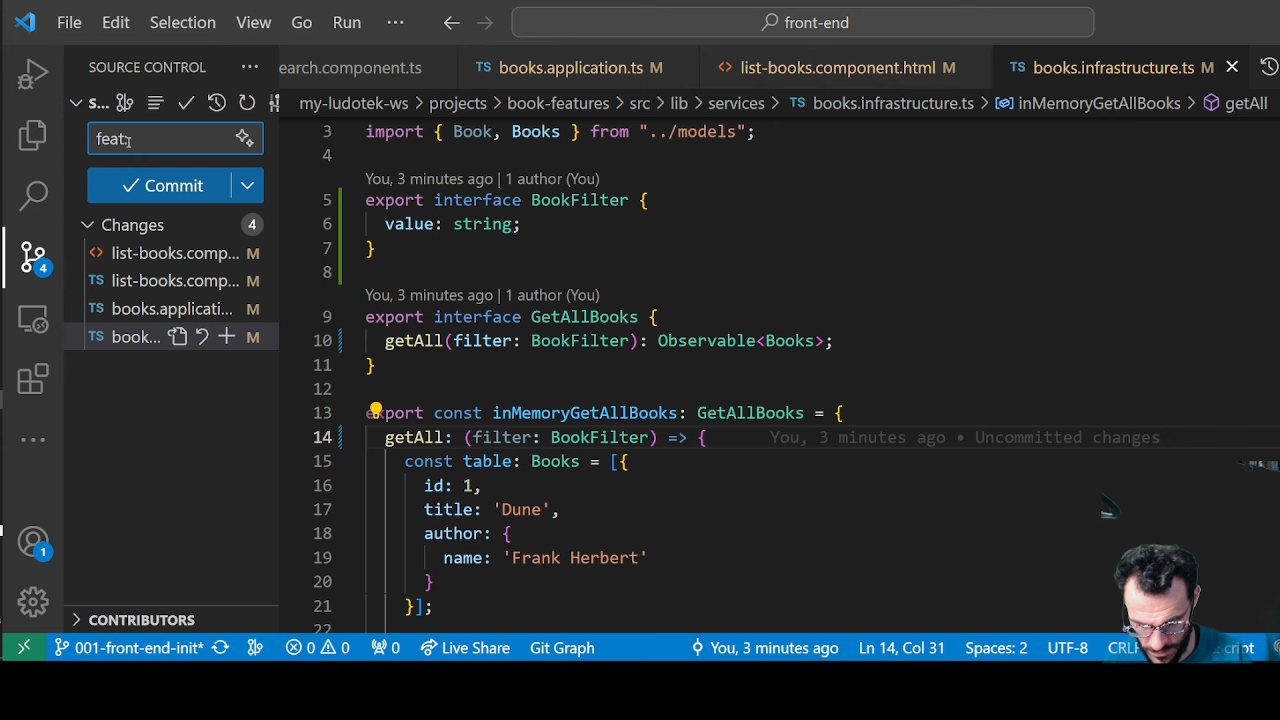 File Edit Selection View Go Run ··· front-end
SOURCE CONTROL ···
earch.component.ts
TS books.application.ts M
<> list-books.component.html M
TS books.infrastructure.ts M
S...
my-ludotek-ws > projects > book-features > src > lib > services > TS books.infrastructure.ts > inMemoryGetAllBooks > getAll
feat:
Commit
Changes 4
<> list-books.comp... M
TS list-books.comp... M
TS books.applicati... M
TS book... M
3 import { Book, Books } from "../models";
4
You, 3 minutes ago | 1 author (You)
5 export interface BookFilter {
6 value: string;
7 }
8
You, 3 minutes ago | 1 author (You)
9 export interface GetAllBooks {
10 getAll(filter: BookFilter): Observable<Books>;
11 }
12
13 export const inMemoryGetAllBooks: GetAllBooks = {
14 getAll: (filter: BookFilter) => { You, 3 minutes ago • Uncommitted changes
15 const table: Books = [{
16 id: 1,
17 title: 'Dune',
18 author: {
19 name: 'Frank Herbert'
20 }
21 }];
22
4
1
CONTRIBUTORS
001-front-end-init* 0 0 0 Live Share Git Graph You, 3 minutes ago Ln 14, Col 31 Spaces: 2 UTF-8